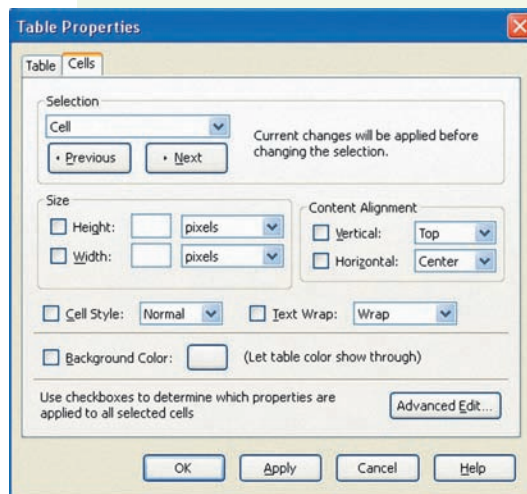 Table Properties
Table Cells
Selection
Cell
Previous Next
Current changes will be applied before
changing the selection.
Size
Height: pixels
Width: pixels
Content Alignment
Vertical: Top
Horizontal: Center
Cell Style: Normal Text Wrap: Wrap
Background Color: (Let table color show through)
Use checkboxes to determine which properties are
applied to all selected cells
Advanced Edit...
OK Apply Cancel Help